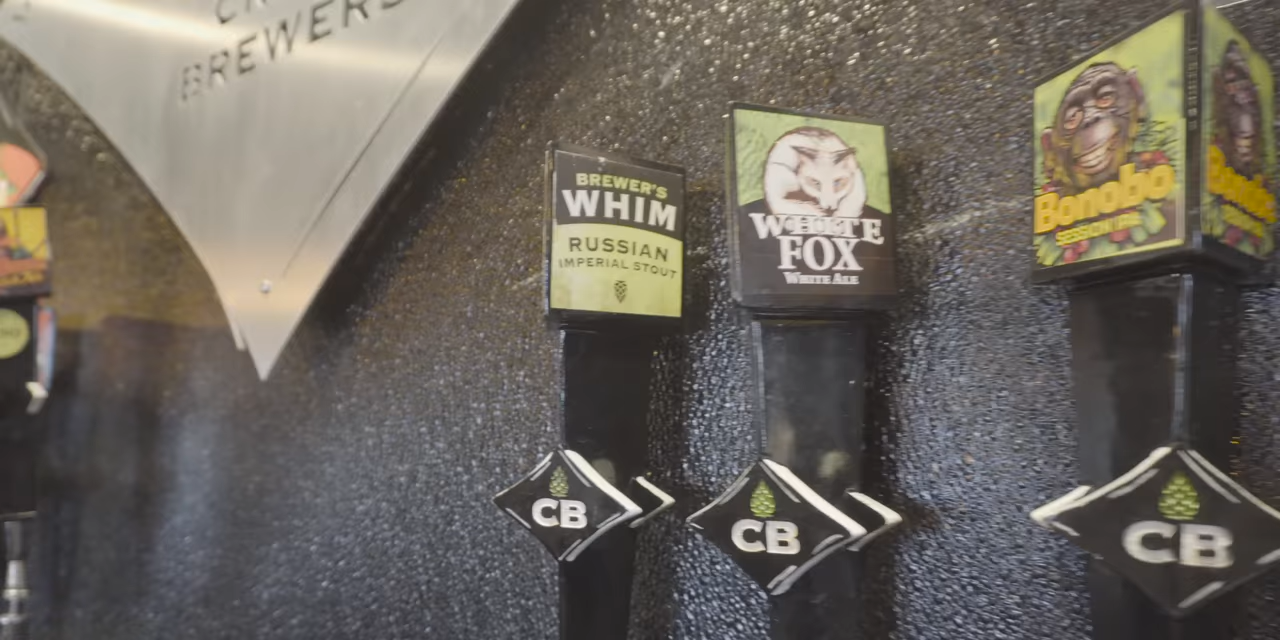 BREWERS
BREWER'S
WHIM
RUSSIAN
IMPERIAL STOUT
WHITE
FOX
WHITE ALE
Bonobo
CB
CB
CB